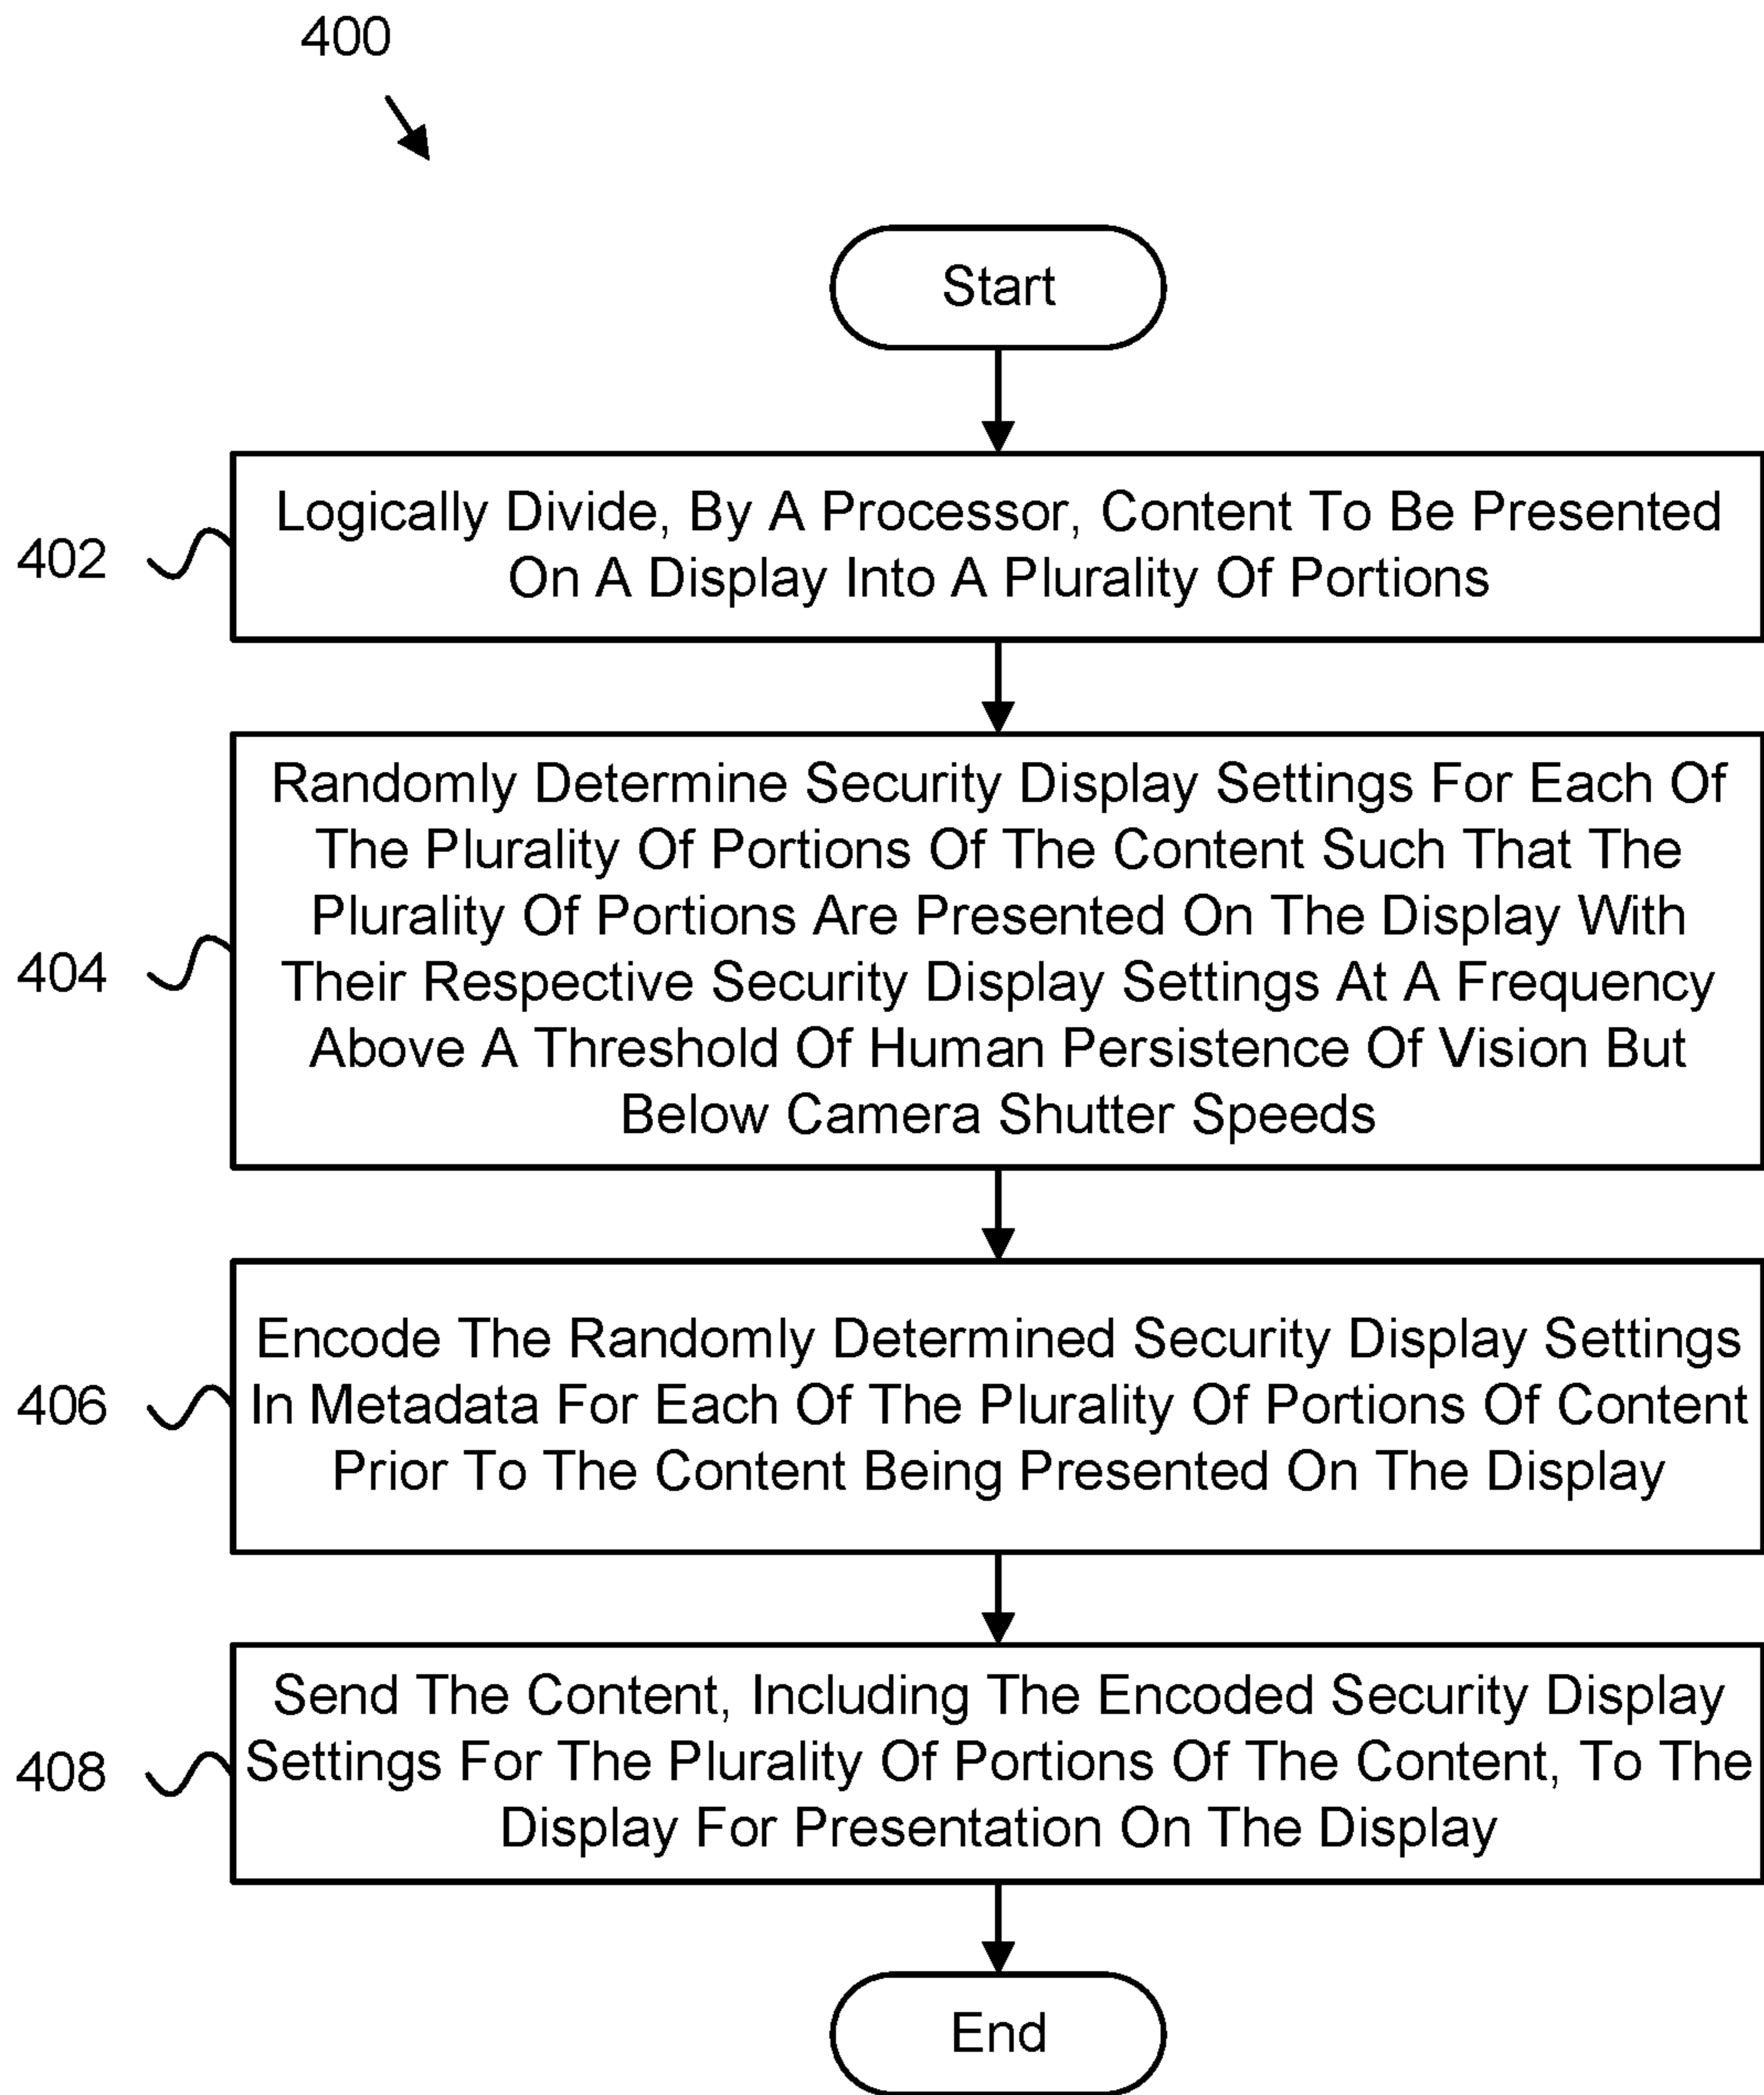 400
Start
402
Logically Divide, By A Processor, Content To Be Presented
On A Display Into A Plurality Of Portions
404
Randomly Determine Security Display Settings For Each Of
The Plurality Of Portions Of The Content Such That The
Plurality Of Portions Are Presented On The Display With
Their Respective Security Display Settings At A Frequency
Above A Threshold Of Human Persistence Of Vision But
Below Camera Shutter Speeds
406
Encode The Randomly Determined Security Display Settings
In Metadata For Each Of The Plurality Of Portions Of Content
Prior To The Content Being Presented On The Display
408
Send The Content, Including The Encoded Security Display
Settings For The Plurality Of Portions Of The Content, To The
Display For Presentation On The Display
End